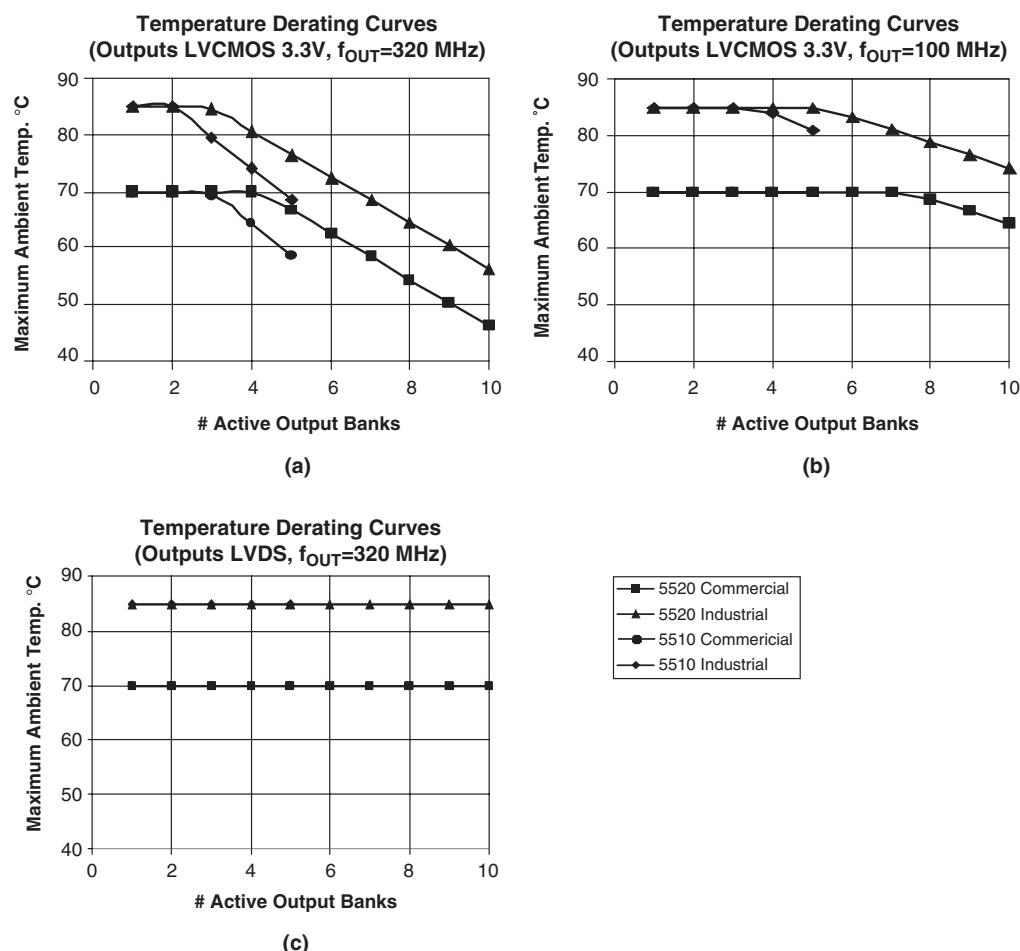 Temperature Derating Curves
(Outputs LVCMOS 3.3V, fOUT=320 MHz)
90
80
70
60
50
40
Maximum Ambient Temp. °C
0 2 4 6 8 10
# Active Output Banks
(a)
Temperature Derating Curves
(Outputs LVCMOS 3.3V, fOUT=100 MHz)
90
80
70
60
50
40
Maximum Ambient Temp. °C
0 2 4 6 8 10
# Active Output Banks
(b)
Temperature Derating Curves
(Outputs LVDS, fOUT=320 MHz)
90
80
70
60
50
40
Maximum Ambient Temp. °C
0 2 4 6 8 10
# Active Output Banks
(c)
5520 Commercial
5520 Industrial
5510 Commericial
5510 Industrial